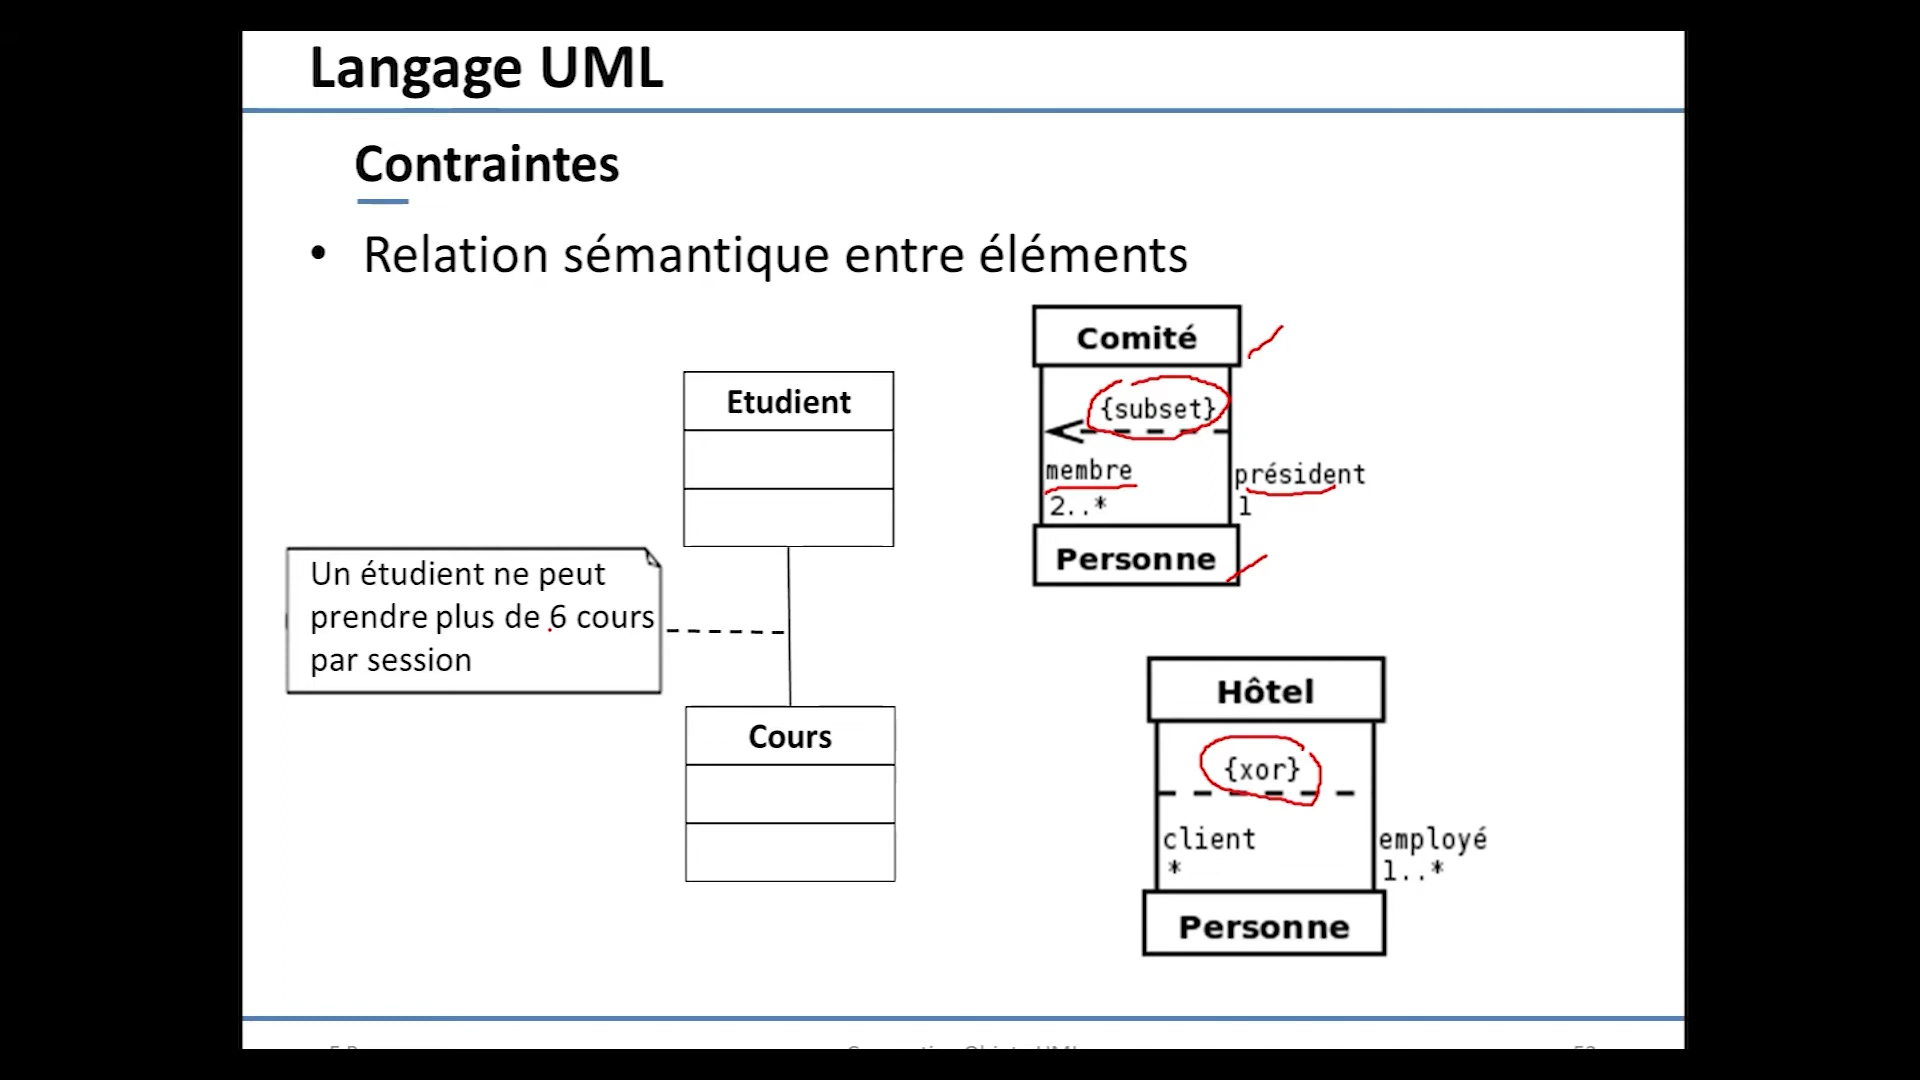 Langage UML
Contraintes
• Relation sémantique entre éléments
Etudient
Un étudient ne peut
prendre plus de 6 cours
par session
Cours
Comité
{subset}
membre
2..*
président
1
Personne
Hôtel
{xor}
client
*
employé
1..*
Personne